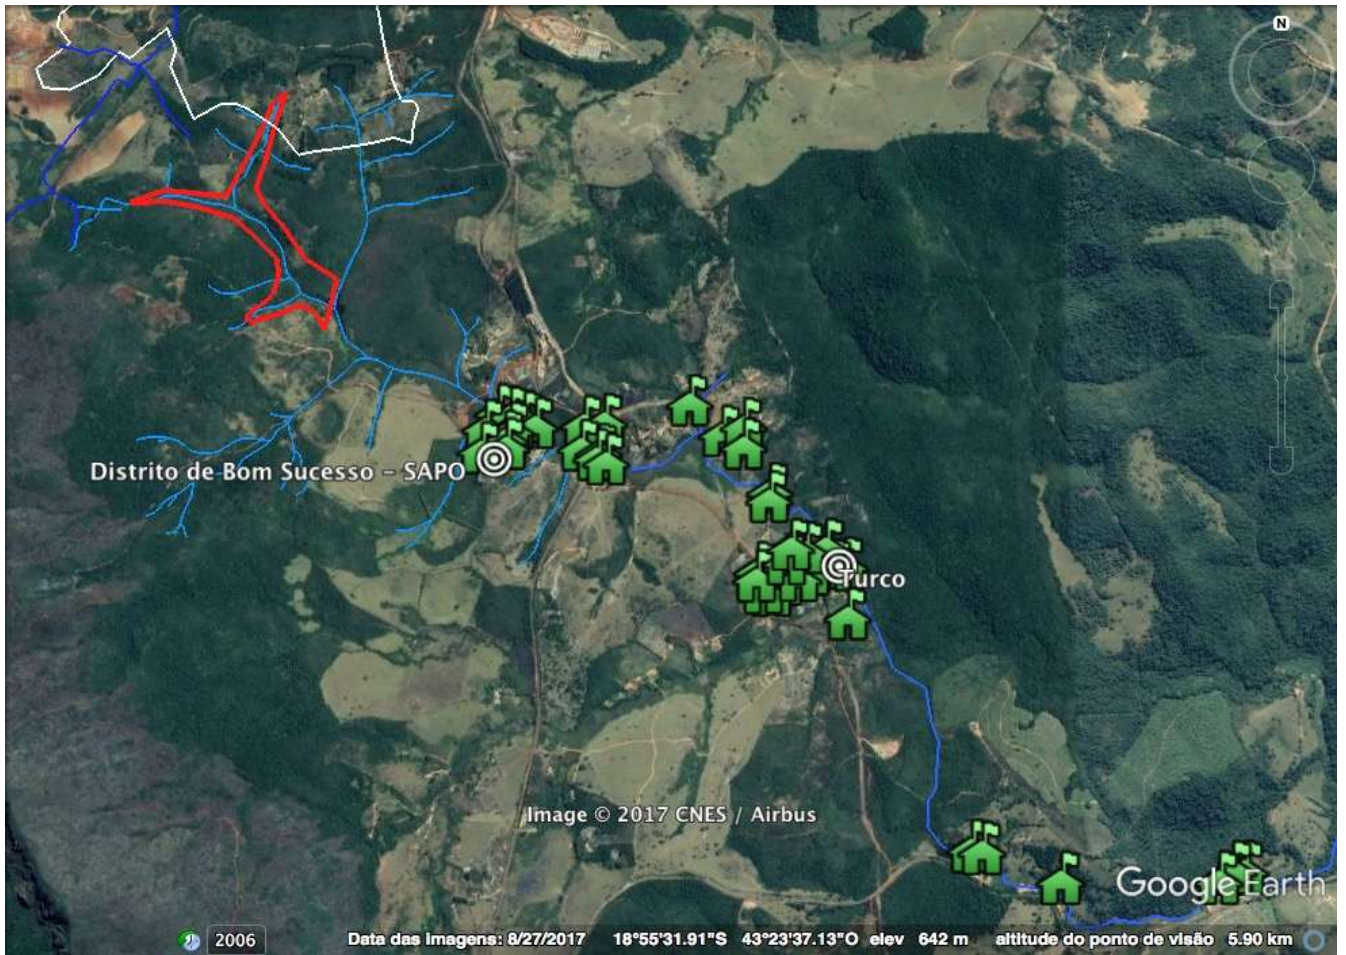 N
Distrito de Bom Sucesso - SAPO
Turco
Image © 2017 CNES / Airbus
Google Earth
2006
Data das imagens: 8/27/2017 18°55'31.91"S 43°23'37.13"O elev 642 m altitude do ponto de visão 5.90 km